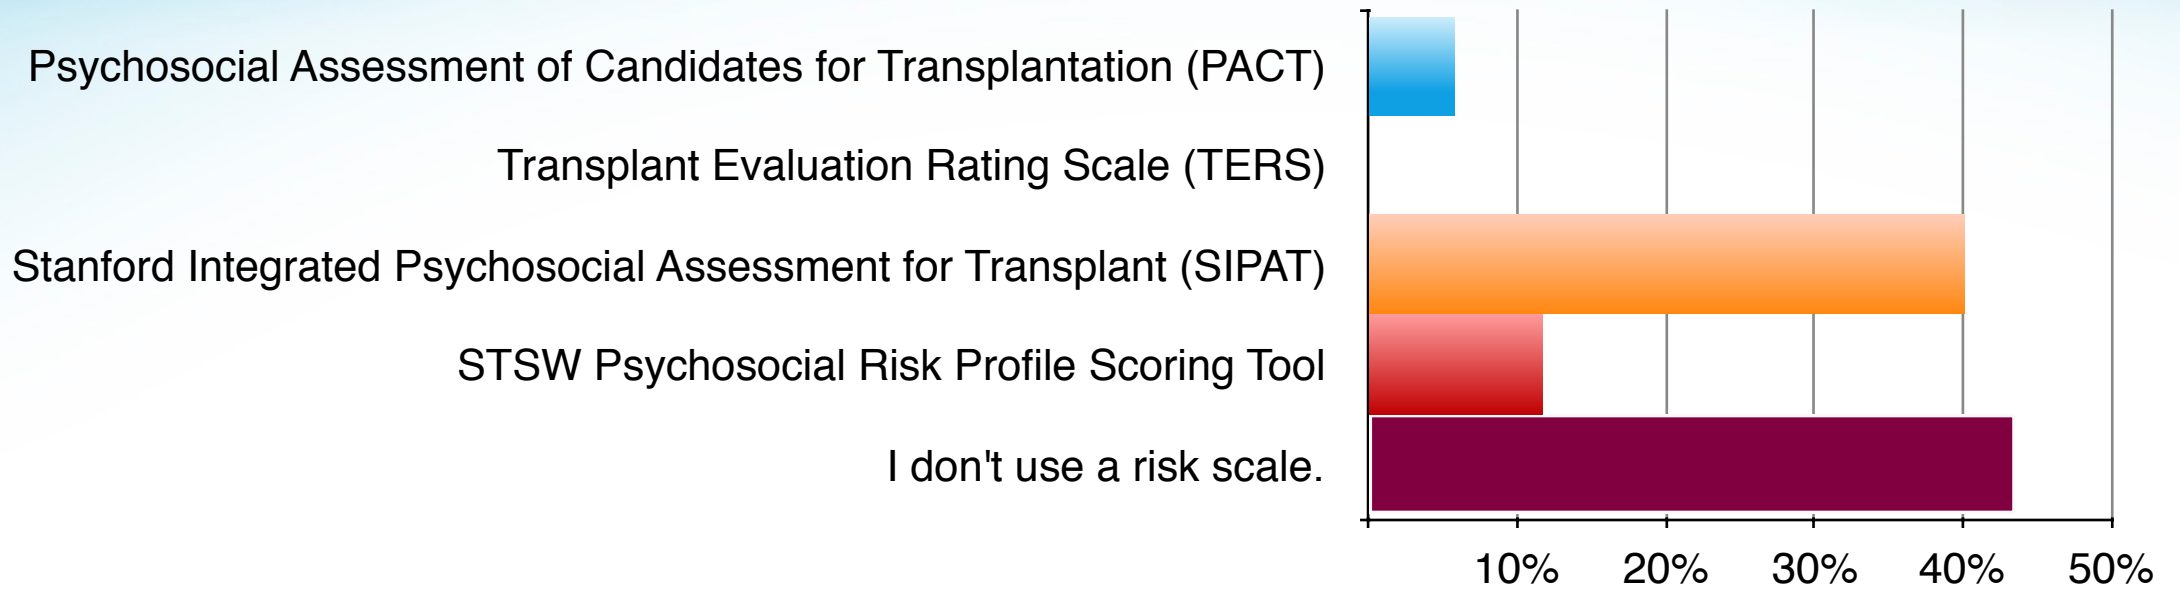 Psychosocial Assessment of Candidates for Transplantation (PACT)
Transplant Evaluation Rating Scale (TERS)
Stanford Integrated Psychosocial Assessment for Transplant (SIPAT)
STSW Psychosocial Risk Profile Scoring Tool
I don't use a risk scale.
10% 20% 30% 40% 50%